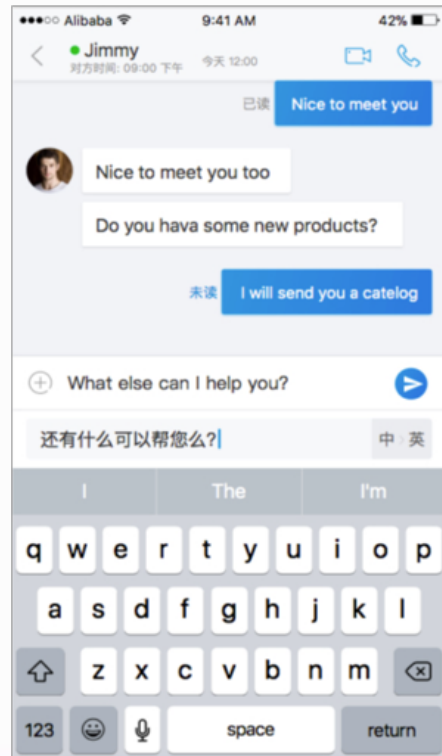 Alibaba 9:41 AM 42%
Jimmy
对方时间: 09:00 下午 今天 12:00
已读 Nice to meet you
Nice to meet you too
Do you hava some new products?
未读 I will send you a catelog
What else can I help you?
还有什么可以帮您么? 中 英
I The I'm
q w e r t y u i o p
a s d f g h j k l
z x c v b n m
123 space return